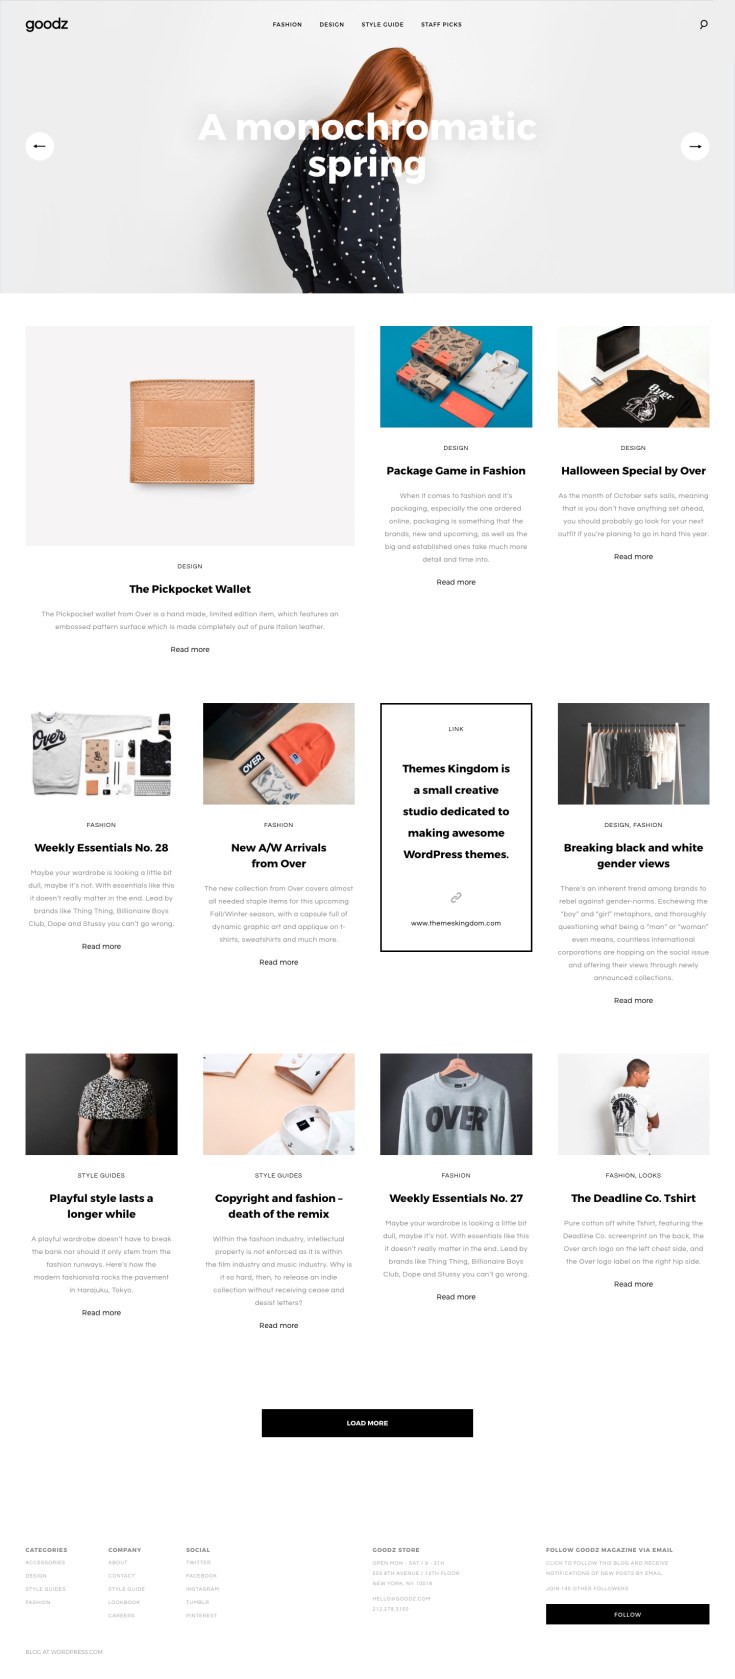 goodz
FASHION DESIGN STYLE GUIDE STAFF PICKS
A monochromatic
spring
DESIGN
The Pickpocket Wallet
The Pickpocket wallet from Over is a hand made, limited edition item, which features an
embossed pattern surface which is made completely out of pure Italian leather.
Read more
DESIGN
Package Game in Fashion
When it comes to fashion and it's
packaging, especially the one ordered
online, packaging is something that the
brands, new and upcoming, as well as the
big and established ones take much more
detail and time into.
Read more
Over
DESIGN
Halloween Special by Over
As the month of October sets sails, meaning
that is you don't have anything set ahead,
you should probably go look for your next
outfit if you're planing to go in hard this year.
Read more
Over
FASHION
Weekly Essentials No. 28
Maybe your wardrobe is looking a little bit
dull, maybe it's not. With essentials like this
it doesn't really matter in the end. Lead by
brands like Thing Thing, Billionaire Boys
Club, Dope and Stussy you can't go wrong.
Read more
OVER
FASHION
New A/W Arrivals
from Over
The new collection from Over covers almost
all needed staple items for this upcoming
Fall/Winter season, with a capsule full of
dynamic graphic art and applique on t-
shirts, sweatshirts and much more.
Read more
LINK
Themes Kingdom is
a small creative
studio dedicated to
making awesome
WordPress themes.
www.themeskingdom.com
DESIGN, FASHION
Breaking black and white
gender views
There's an inherent trend among brands to
rebel against gender-norms. Eschewing the
"boy" and "girl" metaphors, and thoroughly
questioning what being a "man" or "woman"
even means, countless international
corporations are hopping on the social issue
and offering their views through newly
announced collections.
Read more
STYLE GUIDES
Playful style lasts a
longer while
A playful wardrobe doesn't have to break
the bank nor should it only stem from the
fashion runways. Here's how the
modern fashionista rocks the pavement
in Harajuku, Tokyo.
Read more
STYLE GUIDES
Copyright and fashion –
death of the remix
Within the fashion industry, intellectual
property is not enforced as it is within
the film industry and music industry. Why is
it so hard, then, to release an indie
collection without receiving cease and
desist letters?
Read more
OVER
FASHION
Weekly Essentials No. 27
Maybe your wardrobe is looking a little bit
dull, maybe it's not. With essentials like this
it doesn't really matter in the end. Lead by
brands like Thing Thing, Billionaire Boys
Club, Dope and Stussy you can't go wrong.
Read more
THE DEADLINE
FASHION, LOOKS
The Deadline Co. Tshirt
Pure cotton off white Tshirt, featuring the
Deadline Co. screenprint on the back, the
Over arch logo on the left chest side, and
the Over logo label on the right hip side.
Read more
LOAD MORE
CATEGORIES
ACCESSORIES
DESIGN
STYLE GUIDES
FASHION
COMPANY
ABOUT
CONTACT
STYLE GUIDE
LOOKBOOK
CAREERS
SOCIAL
TWITTER
FACEBOOK
INSTAGRAM
TUMBLR
PINTEREST
GOODZ STORE
OPEN MON - SAT / 9 - 21H
555 8TH AVENUE / 15TH FLOOR
NEW YORK, NY 10018
HELLO@GOODZ.COM
212.278.3165
FOLLOW GOODZ MAGAZINE VIA EMAIL
CLICK TO FOLLOW THIS BLOG AND RECEIVE
NOTIFICATIONS OF NEW POSTS BY EMAIL.
JOIN 140 OTHER FOLLOWERS
FOLLOW
BLOG AT WORDPRESS.COM